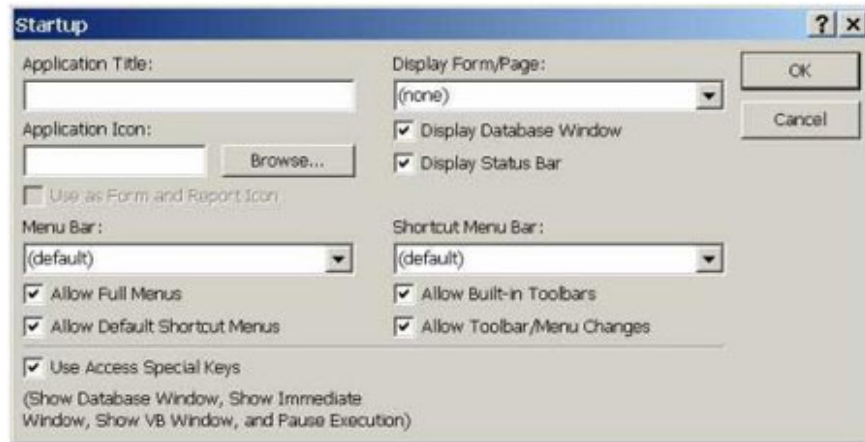 Startup
Application Title:
Display Form/Page:
OK
(none)
Application Icon:
Display Database Window
Cancel
Browse...
Display Status Bar
Use as Form and Report Icon
Menu Bar:
Shortcut Menu Bar:
(default)
(default)
Allow Full Menus
Allow Built-in Toolbars
Allow Default Shortcut Menus
Allow Toolbar/Menu Changes
Use Access Special Keys
(Show Database Window, Show Immediate
Window, Show VB Window, and Pause Execution)